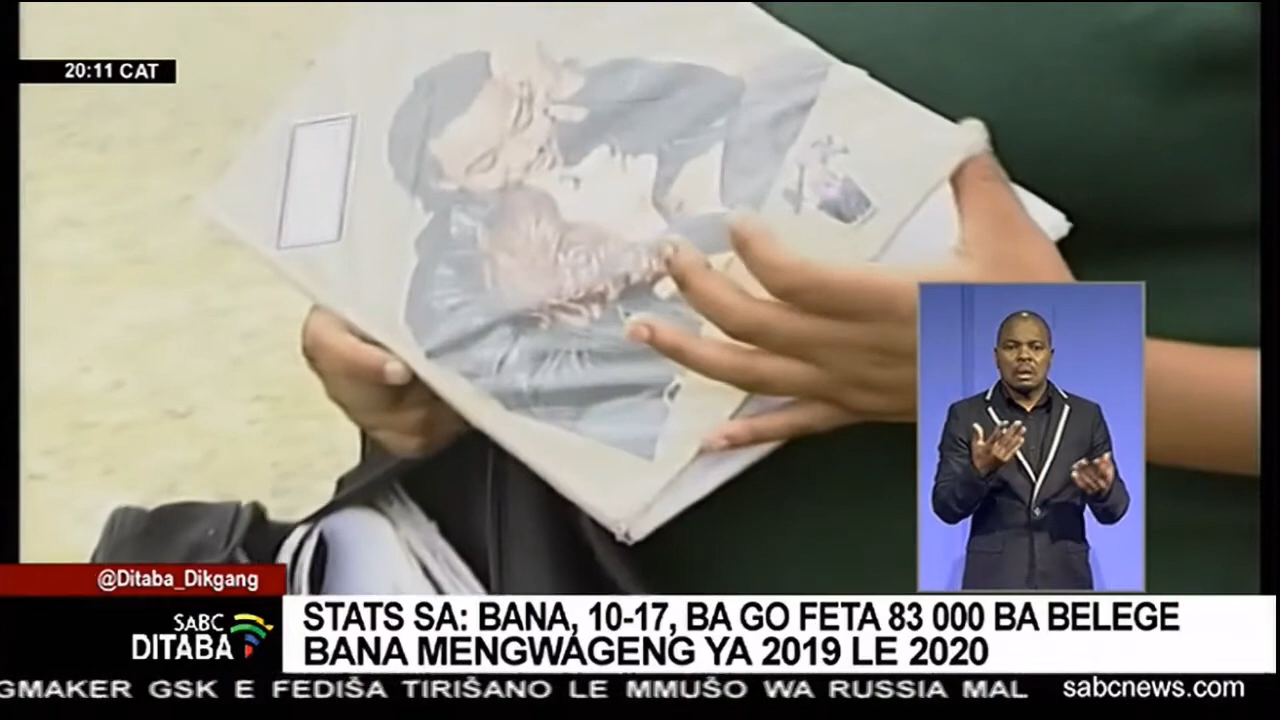 20:11 CAT
@Ditaba_Dikgang
SABC
DITABA
STATS SA: BANA, 10-17, BA GO FETA 83 000 BA BELEGE
BANA MENGWAGENG YA 2019 LE 2020
GMAKER GSK E FEDIŠA TIRIŠANO LE MMUŠO WA RUSSIA MAL
sabcnews.com